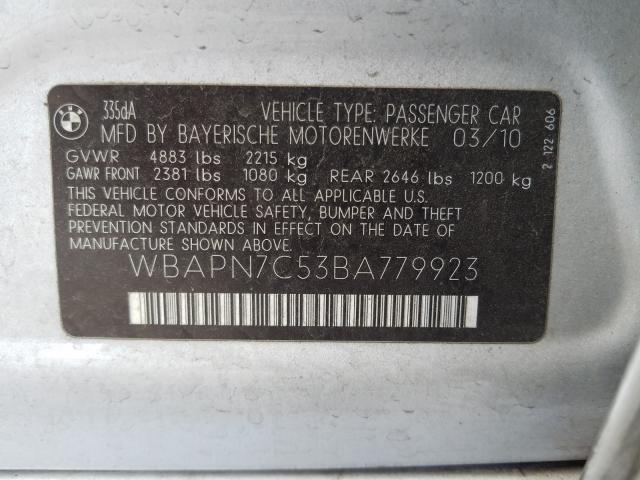 BMW 335dA VEHICLE TYPE: PASSENGER CAR
MFD BY BAYERISCHE MOTORENWERKE 03/10
GVWR 4883 lbs 2215 kg
GAWR FRONT 2381 lbs 1080 kg REAR 2646 lbs 1200 kg
THIS VEHICLE CONFORMS TO ALL APPLICABLE U.S.
FEDERAL MOTOR VEHICLE SAFETY, BUMPER AND THEFT
PREVENTION STANDARDS IN EFFECT ON THE DATE OF
MANUFACTURE SHOWN ABOVE.
WBAPN7C53BA779923
2 122 606